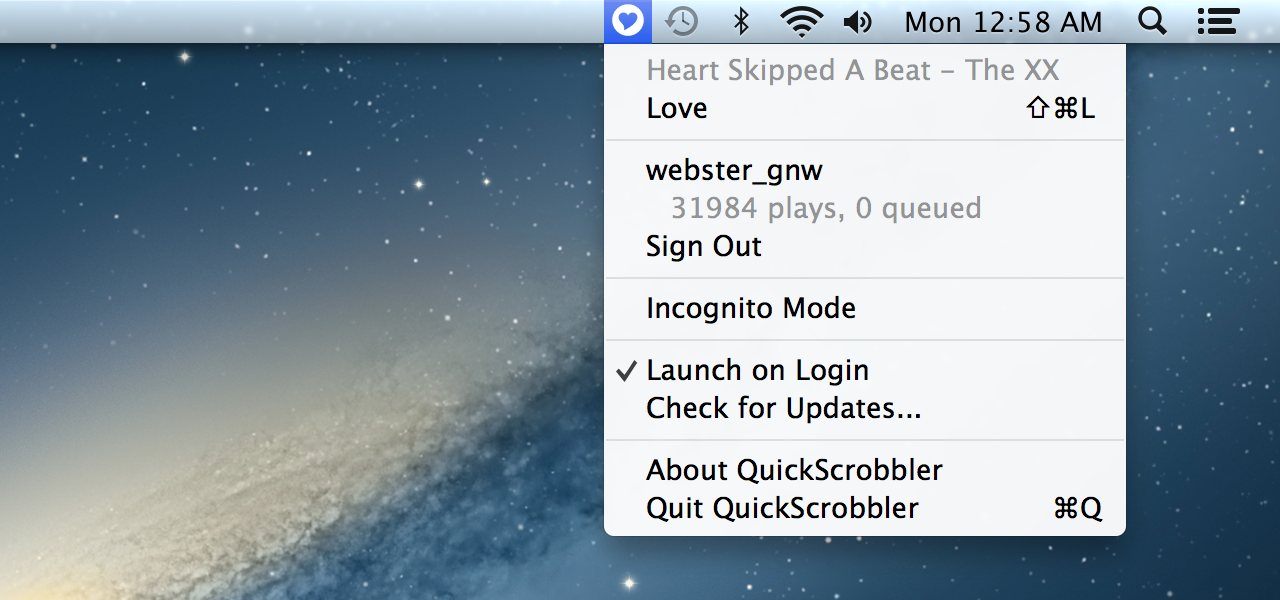 Mon 12:58 AM
Heart Skipped A Beat – The XX
Love ⇧⌘L
webster_gnw
31984 plays, 0 queued
Sign Out
Incognito Mode
✓ Launch on Login
Check for Updates...
About QuickScrobbler
Quit QuickScrobbler ⌘Q